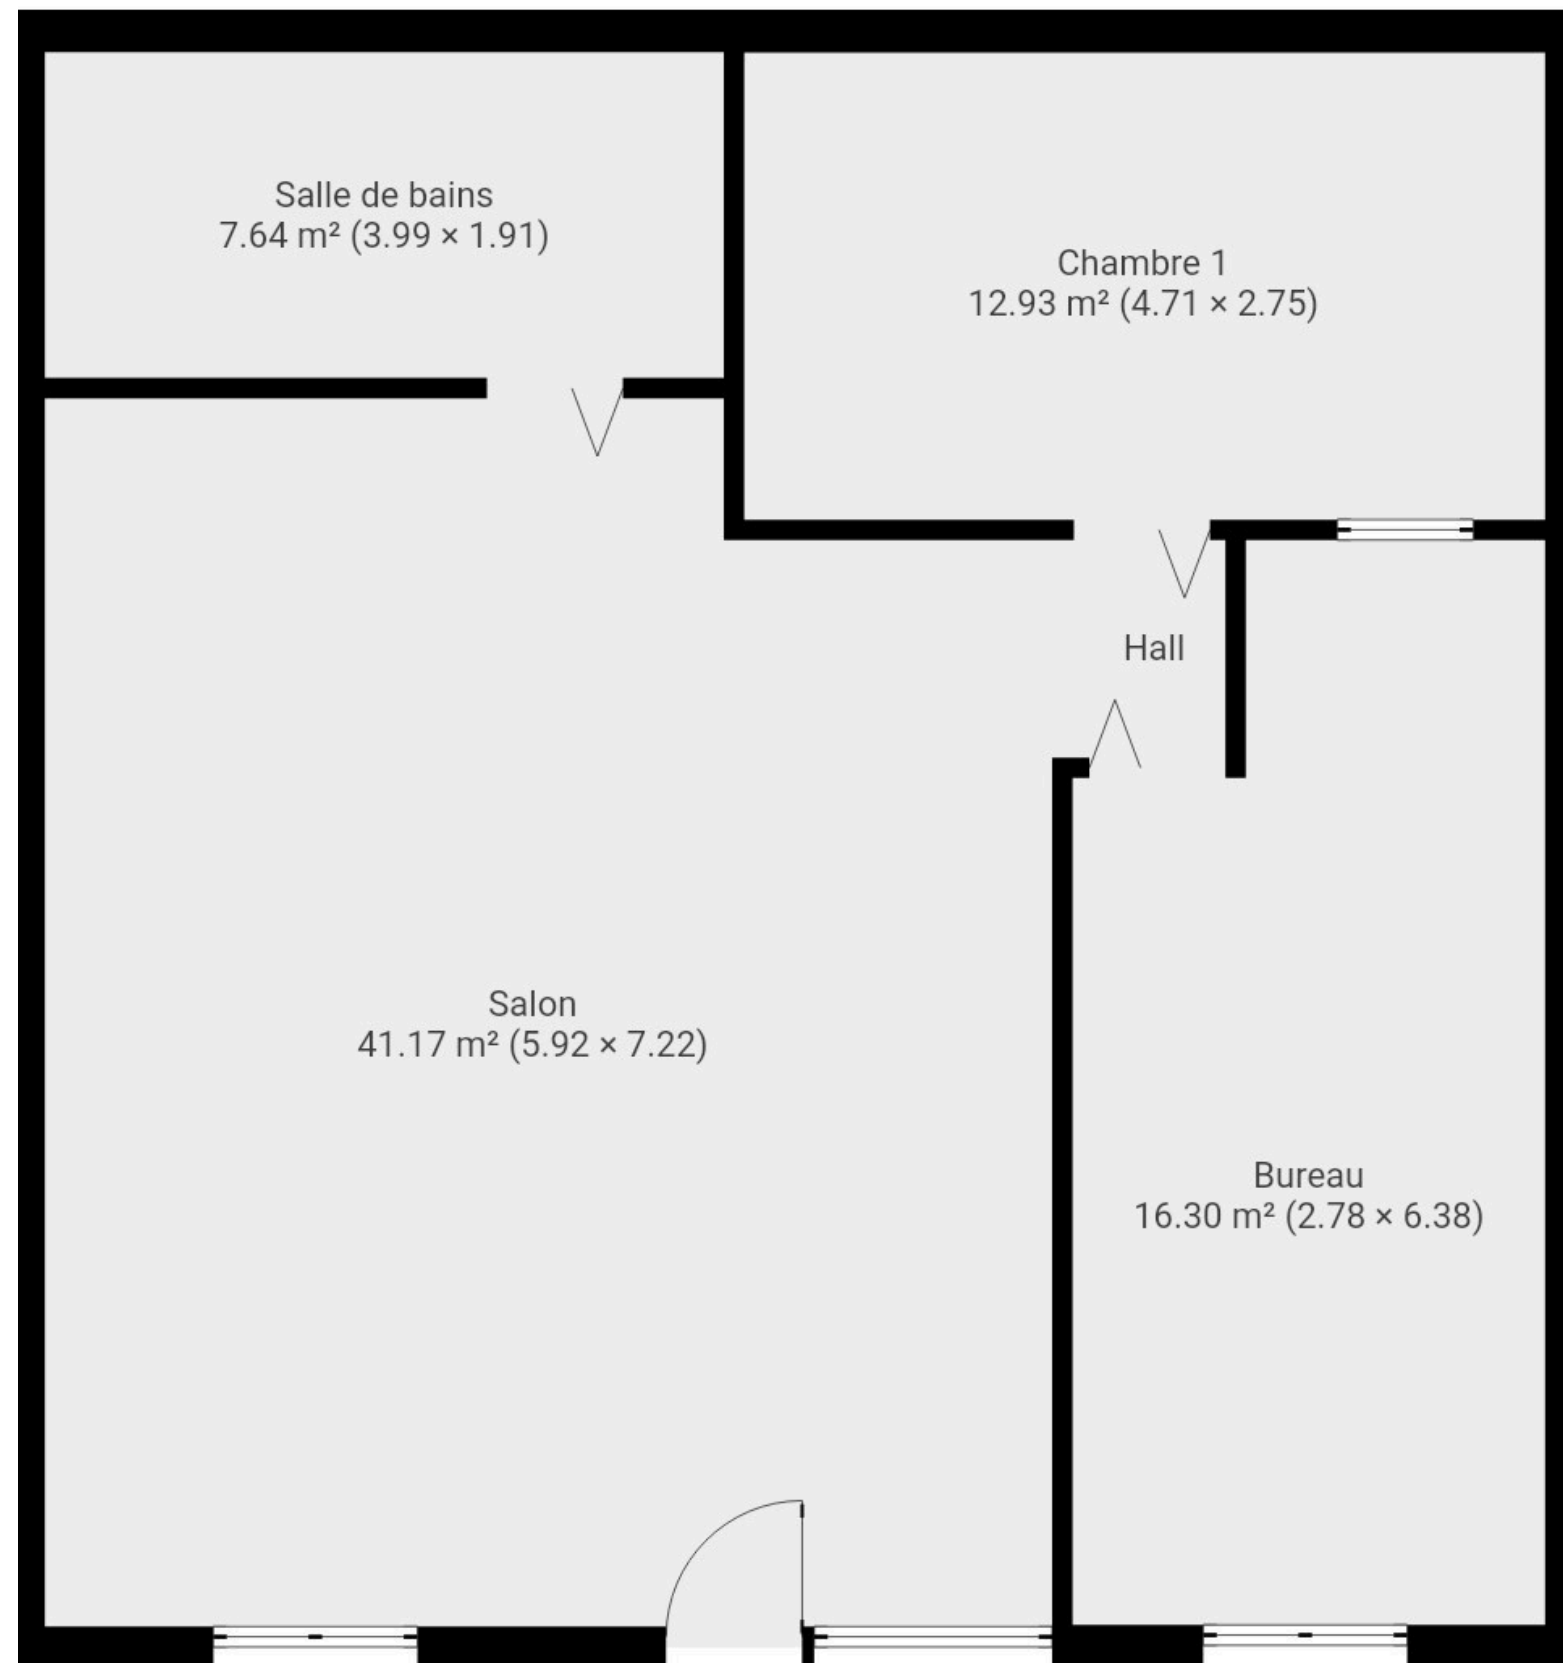 Salle de bains
7.64 m² (3.99 × 1.91)
Chambre 1
12.93 m² (4.71 × 2.75)
Hall
Salon
41.17 m² (5.92 × 7.22)
Bureau
16.30 m² (2.78 × 6.38)